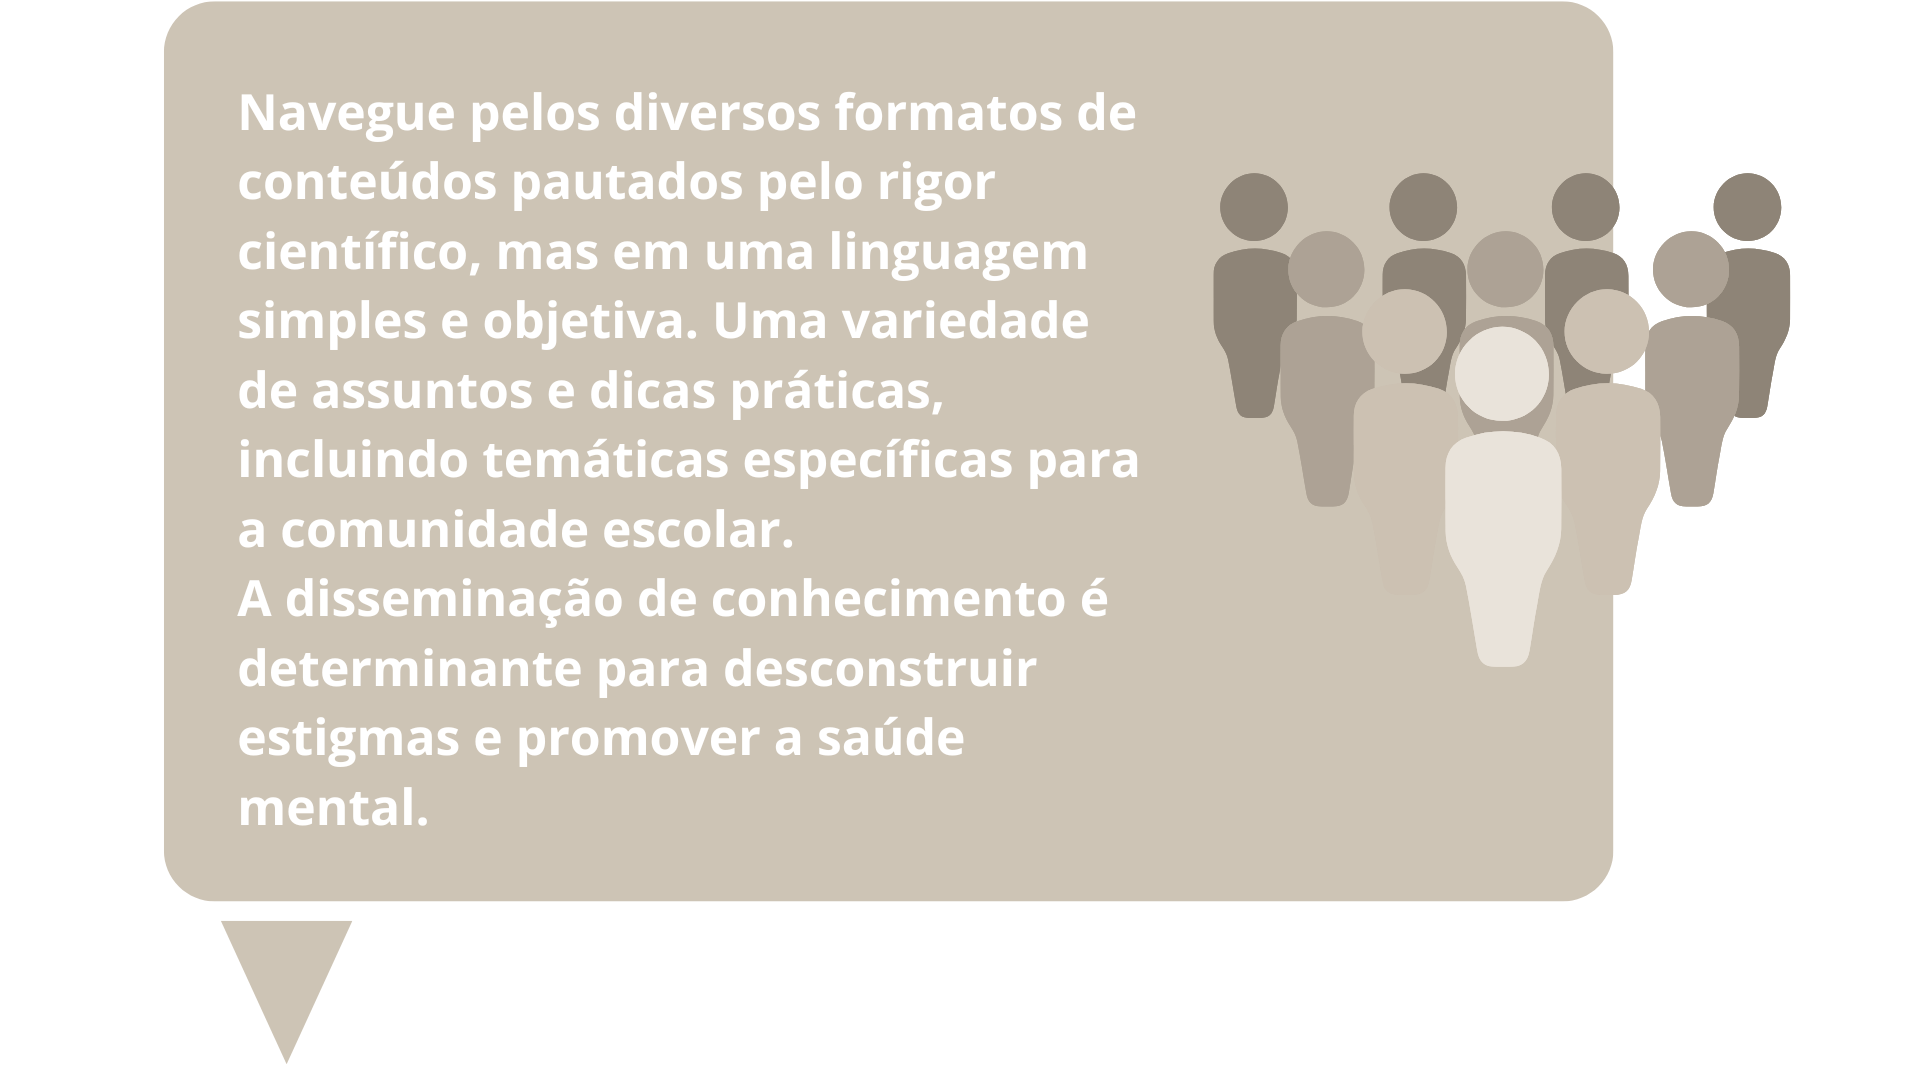 Navegue pelos diversos formatos de
conteúdos pautados pelo rigor
científico, mas em uma linguagem
simples e objetiva. Uma variedade
de assuntos e dicas práticas,
incluindo temáticas específicas para
a comunidade escolar.
A disseminação de conhecimento é
determinante para desconstruir
estigmas e promover a saúde
mental.